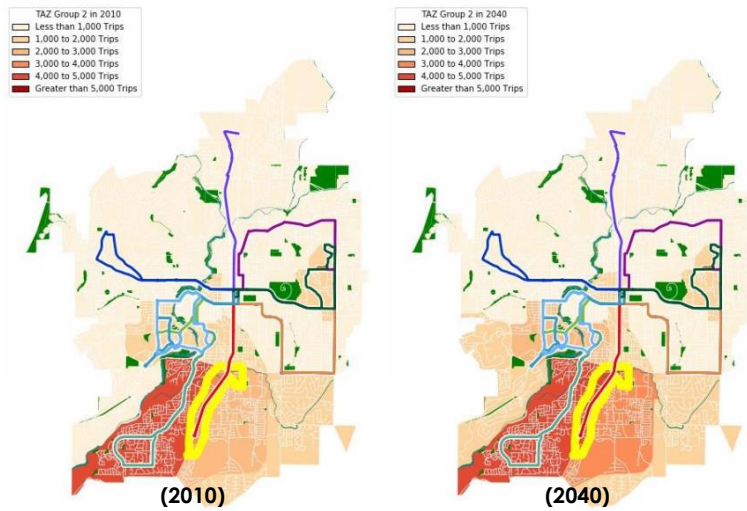 TAZ Group 2 in 2010
Less than 1,000 Trips
1,000 to 2,000 Trips
2,000 to 3,000 Trips
3,000 to 4,000 Trips
4,000 to 5,000 Trips
Greater than 5,000 Trips
TAZ Group 2 in 2040
Less than 1,000 Trips
1,000 to 2,000 Trips
2,000 to 3,000 Trips
3,000 to 4,000 Trips
4,000 to 5,000 Trips
Greater than 5,000 Trips
(2010)
(2040)